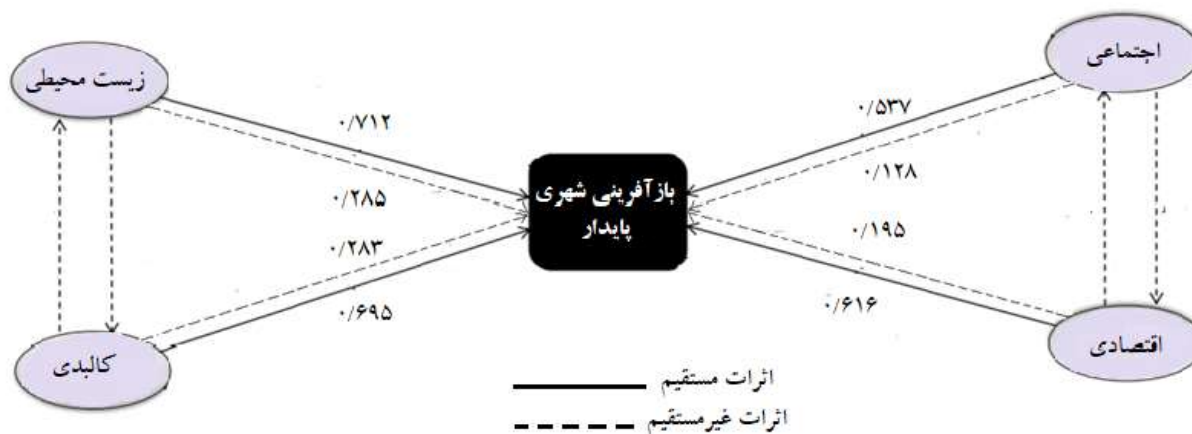 اجتماعی
زیست محیطی
۰/۵۳۷
۰/۷۱۲
۰/۱۲۸
۰/۲۸۵
بازآفرینی شهری
پایدار
۰/۱۹۵
۰/۲۸۳
۰/۶۱۶
۰/۶۹۵
اقتصادی
کالبدی
اثرات مستقیم
اثرات غیرمستقیم